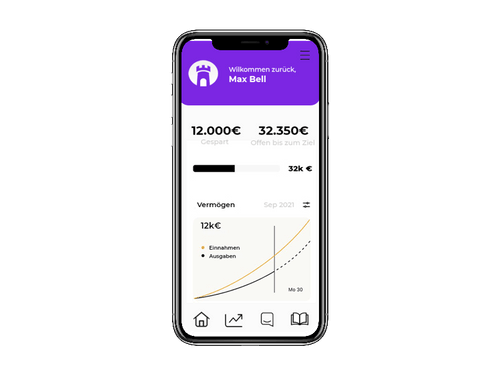 Wilkommen zurück,
Max Bell
12.000€ 32.350€
Gespart Offen bis zum Ziel
32k €
Vermögen Sep 2021
12k€
Einnahmen
Ausgaben
Mo 30